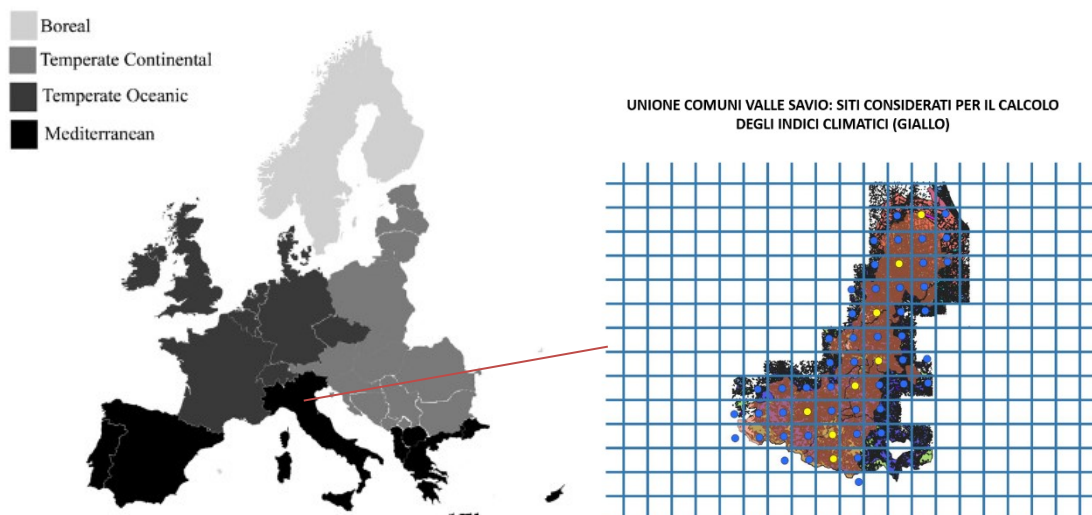 Boreal
Temperate Continental
Temperate Oceanic
Mediterranean
UNIONE COMUNI VALLE SAVIO: SITI CONSIDERATI PER IL CALCOLO
DEGLI INDICI CLIMATICI (GIALLO)